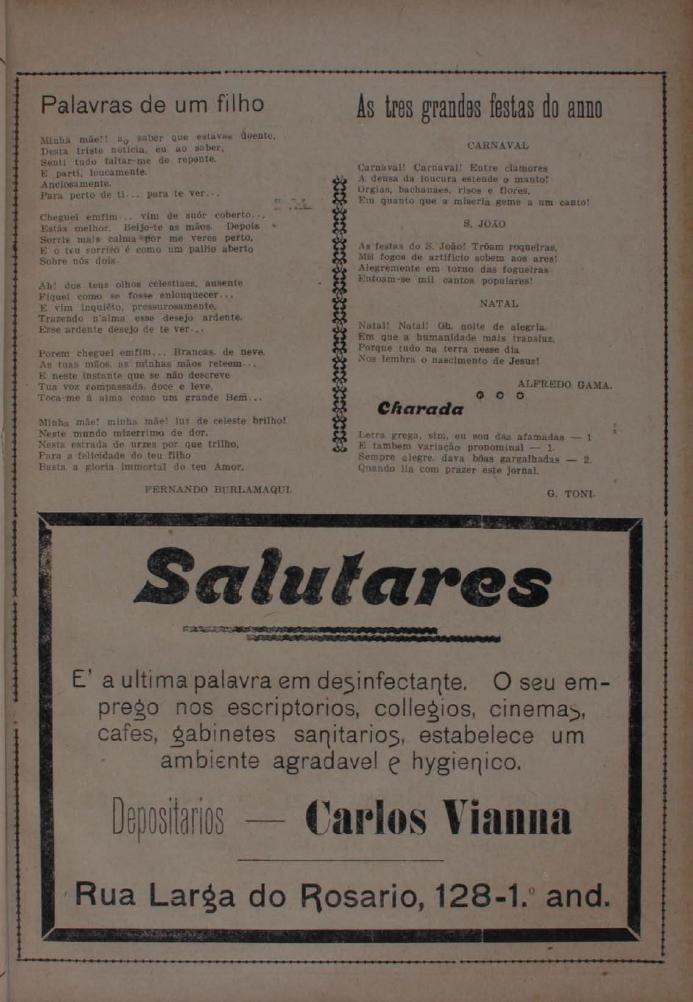 Palavras de um filho
Minha mãe!! ao saber que estavas doente,
Desta triste noticia, eu ao saber,
Senti tudo faltar-me de repente.
E parti, loucamente.
Anciosamente.
Para perto de ti... para te ver...
Cheguei emfim... vim de suór coberto...
Estás melhor. Beijo-te as mãos. Depois
Sorris mais calma por me veres perto,
E o teu sorriso é como um pallio aberto
Sobre nós dois.
Ah! dos teus olhos celestiaes, ausente
Fiquei como se fosse enlouquecer...
E vim inquiéto, pressurosamente,
Trazendo n'alma esse desejo ardente.
Esse ardente desejo de te ver...
Porem cheguei emfim... Brancas, de neve,
As tuas mãos, as minhas mãos reteem...
E neste instante que se não descreve
Tua voz compassada, doce e leve,
Toca-me á alma como um grande Bem...
Minha mãe! minha mãe! luz de celeste brilho!
Neste mundo mizerrimo de dor,
Nesta estrada de urzes por que trilho,
Para a felicidade do teu filho
Basta a gloria immortal do teu Amor.
FERNANDO BURLAMAQUI.
As tres grandes festas do anno
CARNAVAL
Carnaval! Carnaval! Entre clamores
A deusa da loucura estende o manto!
Orgias, bachanaes, risos e flores,
Em quanto que a miseria geme a um canto!
S. JOÃO
As festas do S. João! Trôam roqueiras,
Mil fogos de artificio sobem aos ares!
Alegremente em torno das fogueiras
Entoam-se mil cantos populares!
NATAL
Natal! Natal! Oh, noite de alegria,
Em que a humanidade mais transluz,
Porque tudo na terra nesse dia
Nos lembra o nascimento de Jesus!
ALFREDO GAMA.
Charada
Letra grega, sim, eu sou das afamadas — 1
E tambem variação pronominal — 1.
Sempre alegre, dava bôas gargalhadas — 2.
Quando lia com prazer este jornal.
G. TONI.
Salutares
E' a ultima palavra em desinfectante. O seu em-
prego nos escriptorios, collegios, cinemas,
cafes, gabinetes sanitarios, estabelece um
ambiente agradavel e hygienico.
Depositarios — Carlos Vianna
Rua Larga do Rosario, 128-1.º and.